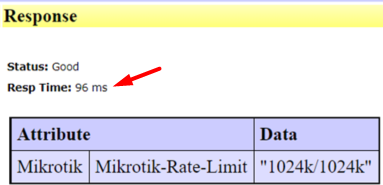 Response
Status: Good
Resp Time: 96 ms
Attribute Data
Mikrotik Mikrotik-Rate-Limit "1024k/1024k"